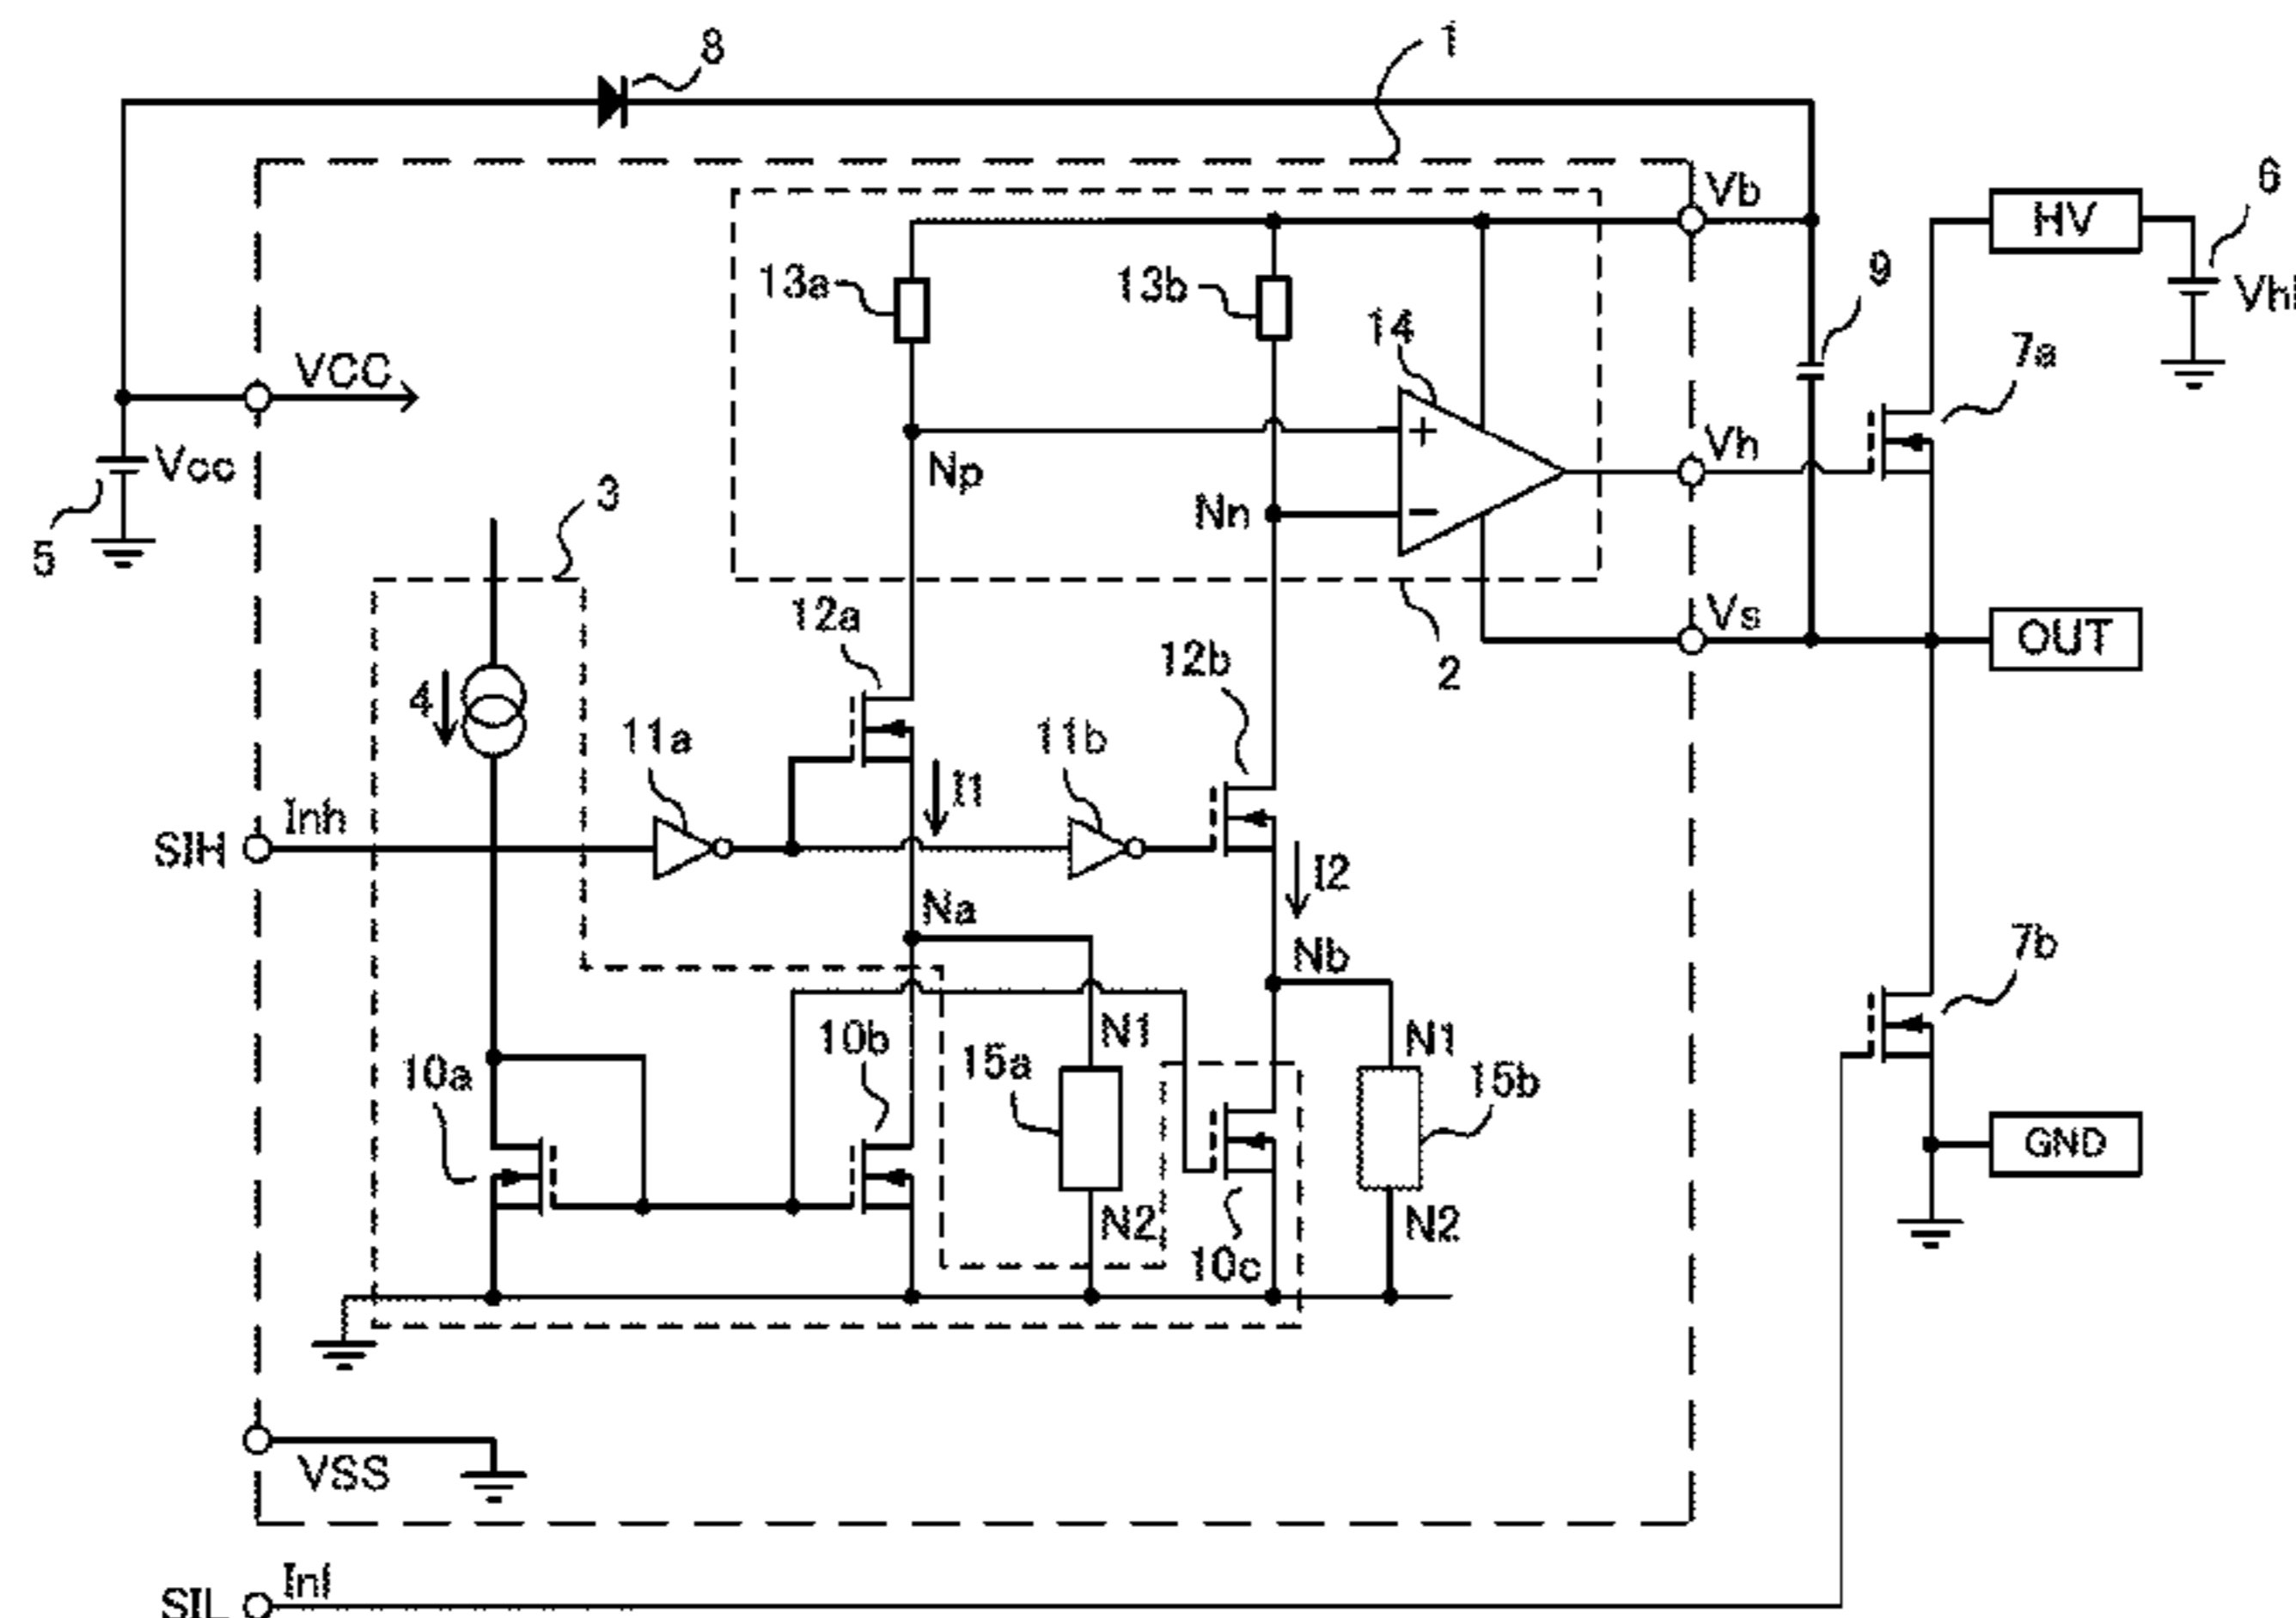 8
1
Vb
6
HV
13a
13b
9
Vh
14
7a
VCC
Vcc
Np
Vh
3
Nn
5
12a
Vs
OUT
12b
2
4
11a
11b
I1
Inh
SIH
I2
Na
Nb
7b
N1
N1
10b
15a
10a
15b
GND
N2
N2
10c
VSS
Inl
SIL